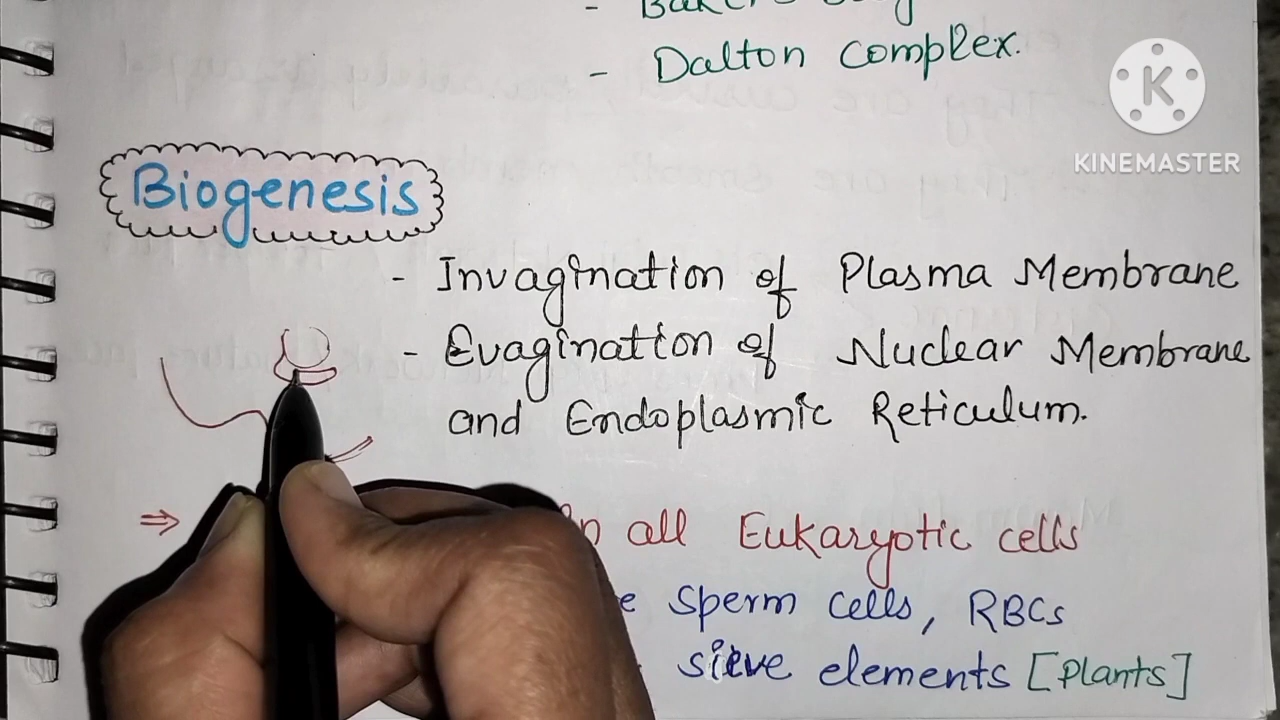 - Dalton Complex.
K
KINEMASTER
Biogenesis
- Invagination of Plasma Membrane
- Evagination of Nuclear Membrane
and Endoplasmic Reticulum.
⇒ all Eukaryotic cells
sperm cells, RBCs
sieve elements [Plants]